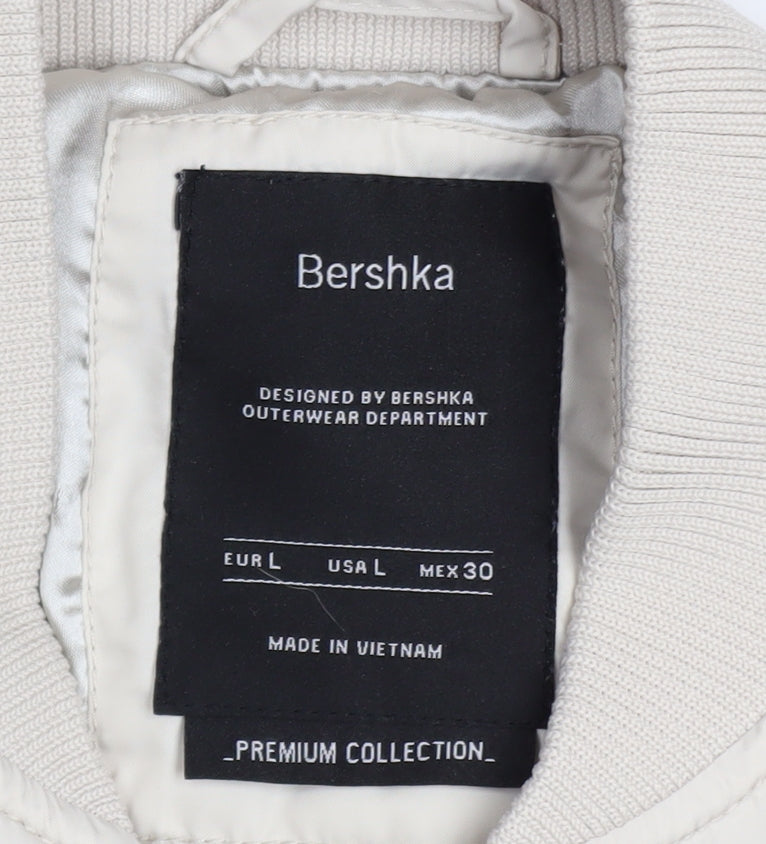 Bershka
DESIGNED BY BERSHKA
OUTERWEAR DEPARTMENT
EUR L USA L MEX 30
MADE IN VIETNAM
_PREMIUM COLLECTION_